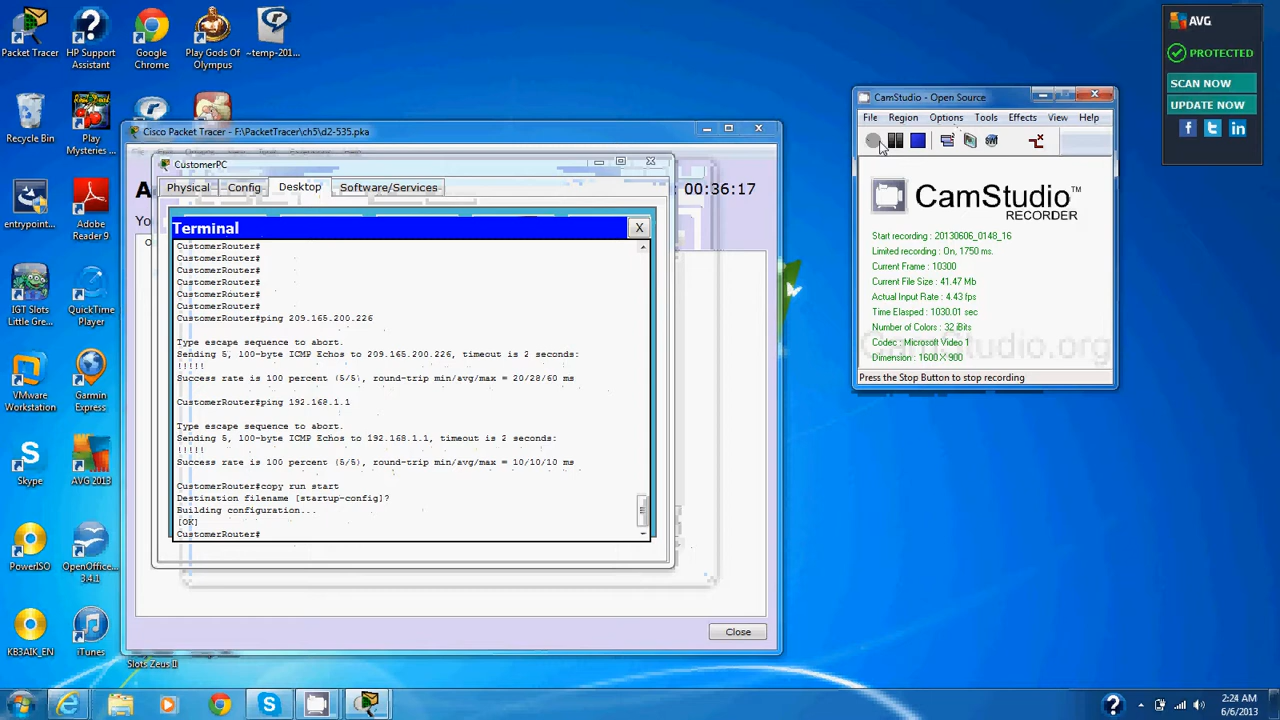 Packet Tracer
HP Support Assistant
Google Chrome
Play Gods Of Olympus
~temp-201...
Recycle Bin
Play Mysteries ...
entrypoint...
Adobe Reader 9
IGT Slots Little Gre...
QuickTime Player
VMware Workstation
Garmin Express
Skype
AVG 2013
PowerISO
OpenOffice... 3.4.1
KB3AIK_EN
iTunes
Slots Zeus II
Cisco Packet Tracer - F:\PacketTracer\ch5\d2-535.pka
CustomerPC
: 00:36:17
Physical
Config
Desktop
Software/Services
Terminal
X
CustomerRouter#
CustomerRouter#
CustomerRouter#
CustomerRouter#
CustomerRouter#
CustomerRouter#
CustomerRouter#ping 209.165.200.226
Type escape sequence to abort.
Sending 5, 100-byte ICMP Echos to 209.165.200.226, timeout is 2 seconds:
!!!!!
Success rate is 100 percent (5/5), round-trip min/avg/max = 20/28/60 ms
CustomerRouter#ping 192.168.1.1
Type escape sequence to abort.
Sending 5, 100-byte ICMP Echos to 192.168.1.1, timeout is 2 seconds:
!!!!!
Success rate is 100 percent (5/5), round-trip min/avg/max = 10/10/10 ms
CustomerRouter#copy run start
Destination filename [startup-config]?
Building configuration...
[OK]
CustomerRouter#
Close
CamStudio - Open Source
File Region Options Tools Effects View Help
CamStudio™
RECORDER
Start recording : 20130606_0148_16
Limited recording : On, 1750 ms.
Current Frame : 10300
Current File Size : 41.47 Mb
Actual Input Rate : 4.43 fps
Time Elasped : 1030.01 sec
Number of Colors : 32 iBits
Codec : Microsoft Video 1
Dimension : 1600 X 900
CamStudio.org
Press the Stop Button to stop recording
AVG
PROTECTED
SCAN NOW
UPDATE NOW
2:24 AM
6/6/2013